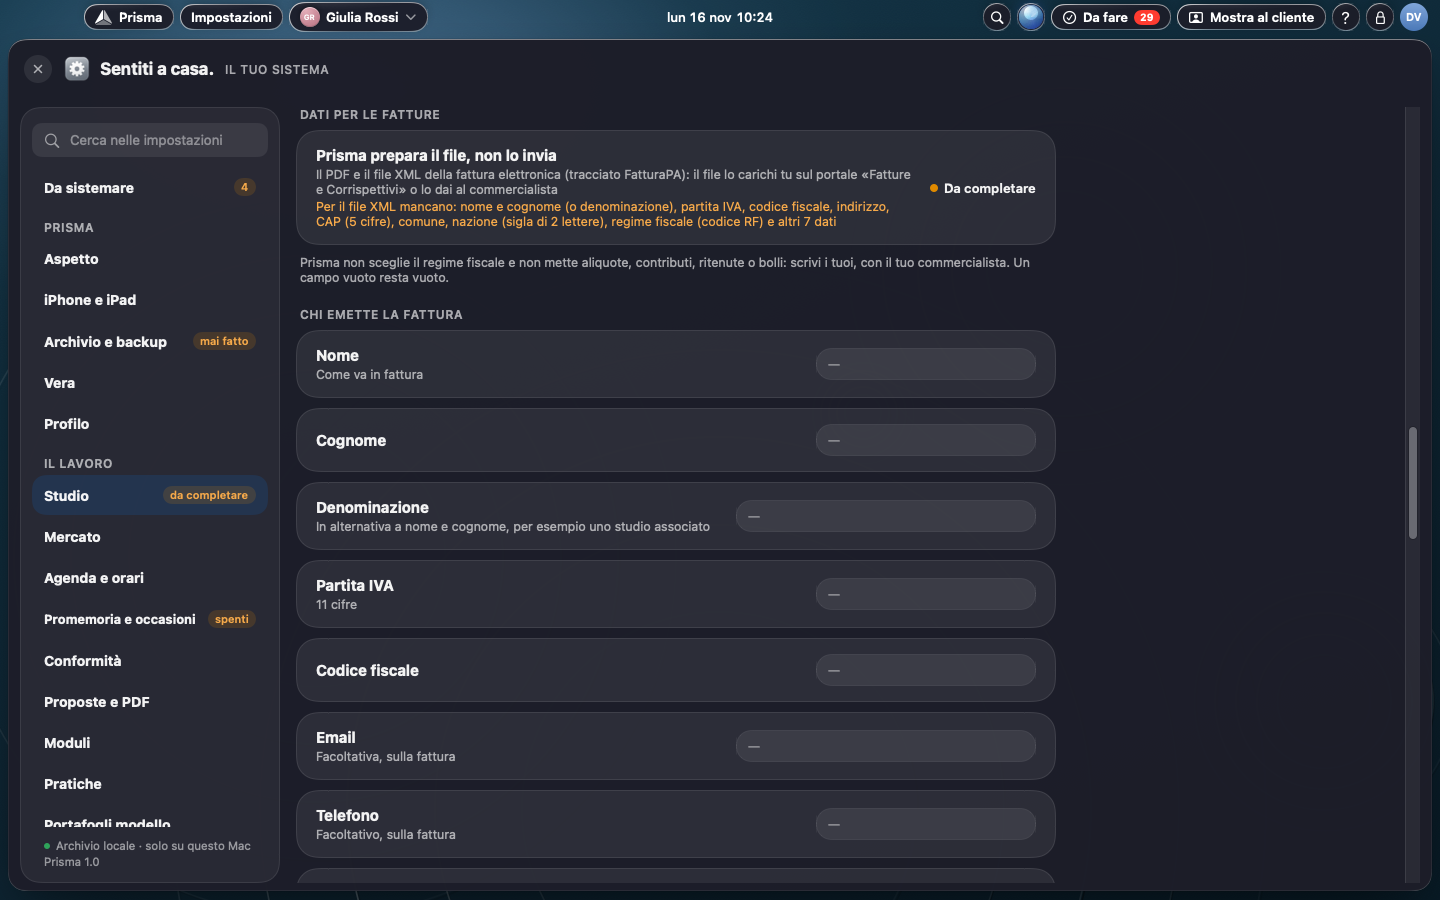 Prisma
Impostazioni
GR Giulia Rossi
lun 16 nov 10:24
Da fare 29
Mostra al cliente
?
DV
Sentiti a casa. IL TUO SISTEMA
Cerca nelle impostazioni
Da sistemare 4
PRISMA
Aspetto
iPhone e iPad
Archivio e backup mai fatto
Vera
Profilo
IL LAVORO
Studio da completare
Mercato
Agenda e orari
Promemoria e occasioni spenti
Conformità
Proposte e PDF
Moduli
Pratiche
Portafogli modello
Archivio locale · solo su questo Mac
Prisma 1.0
DATI PER LE FATTURE
Prisma prepara il file, non lo invia
Il PDF e il file XML della fattura elettronica (tracciato FatturaPA): il file lo carichi tu sul portale «Fatture
e Corrispettivi» o lo dai al commercialista
Per il file XML mancano: nome e cognome (o denominazione), partita IVA, codice fiscale, indirizzo,
CAP (5 cifre), comune, nazione (sigla di 2 lettere), regime fiscale (codice RF) e altri 7 dati
Da completare
Prisma non sceglie il regime fiscale e non mette aliquote, contributi, ritenute o bolli: scrivi i tuoi, con il tuo commercialista. Un
campo vuoto resta vuoto.
CHI EMETTE LA FATTURA
Nome
Come va in fattura
—
Cognome
—
Denominazione
In alternativa a nome e cognome, per esempio uno studio associato
—
Partita IVA
11 cifre
—
Codice fiscale
—
Email
Facoltativa, sulla fattura
—
Telefono
Facoltativo, sulla fattura
—